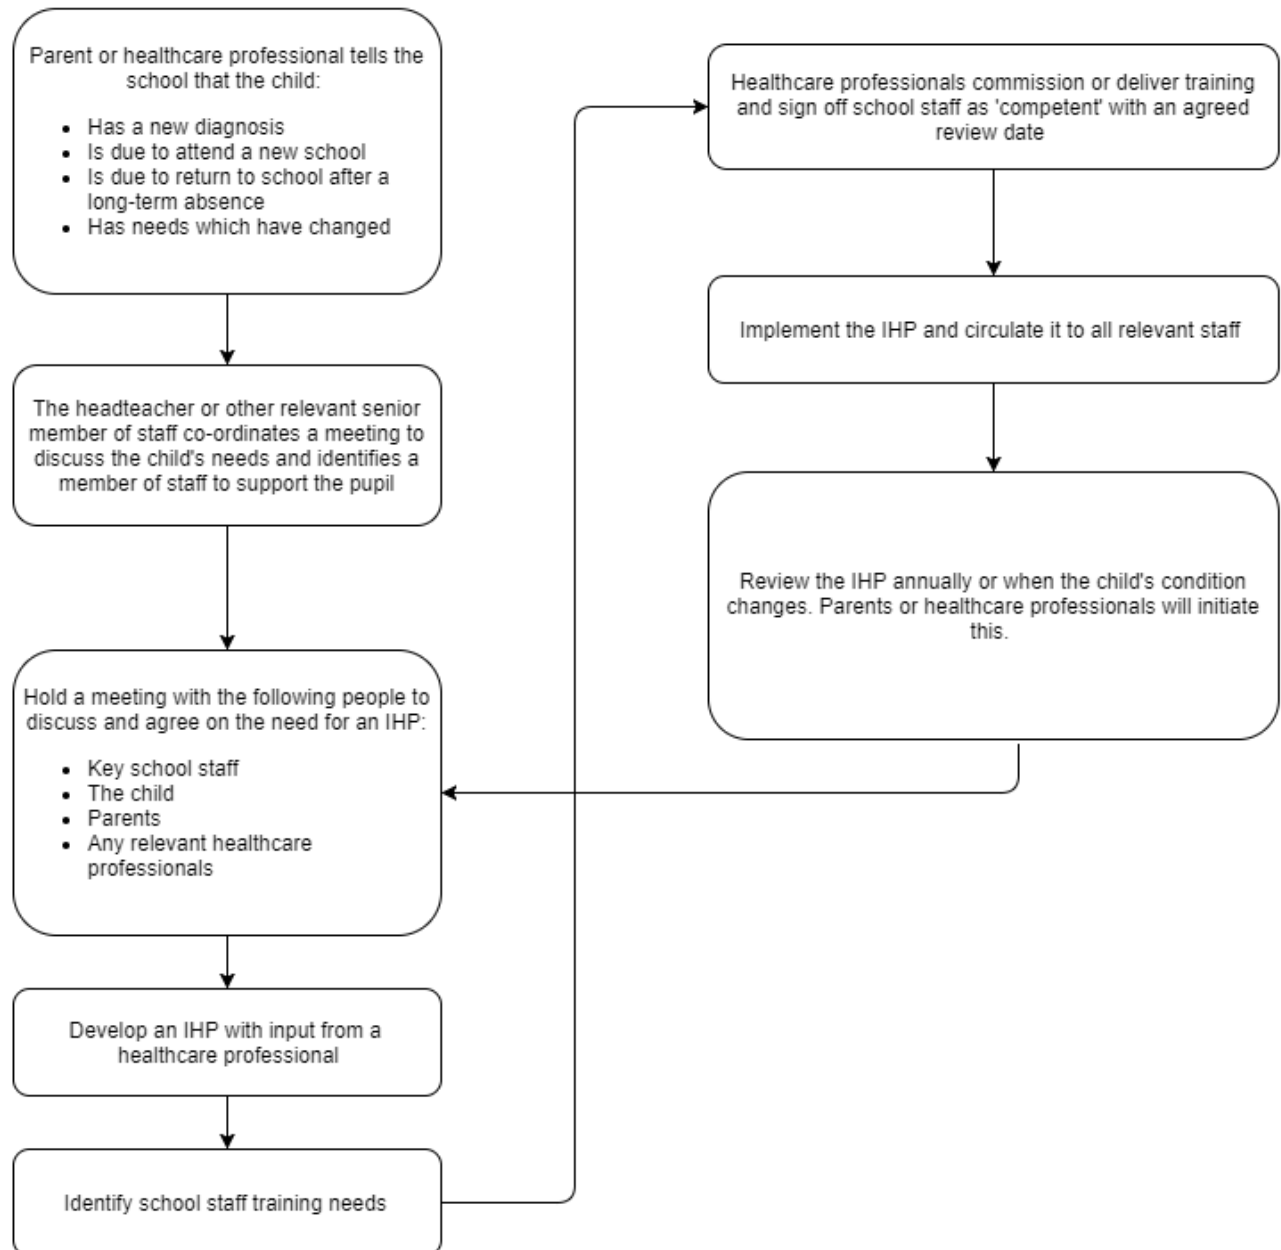 Parent or healthcare professional tells the
school that the child:
• Has a new diagnosis
• Is due to attend a new school
• Is due to return to school after a
long-term absence
• Has needs which have changed
The headteacher or other relevant senior
member of staff co-ordinates a meeting to
discuss the child's needs and identifies a
member of staff to support the pupil
Hold a meeting with the following people to
discuss and agree on the need for an IHP:
• Key school staff
• The child
• Parents
• Any relevant healthcare
professionals
Develop an IHP with input from a
healthcare professional
Identify school staff training needs
Healthcare professionals commission or deliver training
and sign off school staff as 'competent' with an agreed
review date
Implement the IHP and circulate it to all relevant staff
Review the IHP annually or when the child's condition
changes. Parents or healthcare professionals will initiate
this.